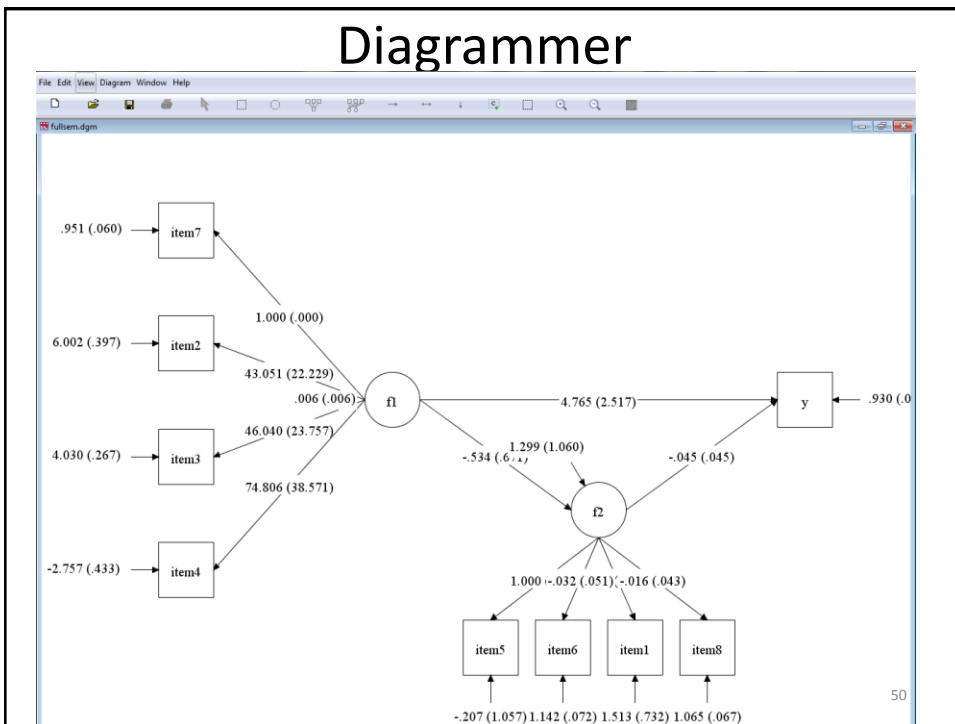 Diagrammer
File Edit View Diagram Window Help
fullsem.dgm
.951 (.060)
item7
1.000 (.000)
6.002 (.397)
item2
43.051 (22.229)
.006 (.006)
f1
4.765 (2.517)
y
.930 (.0
46.040 (23.757)
4.030 (.267)
item3
1.299 (1.060)
-.534
-.045 (.045)
74.806 (38.571)
f2
-2.757 (.433)
item4
1.000
-.032 (.051)
-.016 (.043)
item5
item6
item1
item8
-.207 (1.057)
1.142 (.072)
1.513 (.732)
1.065 (.067)
50